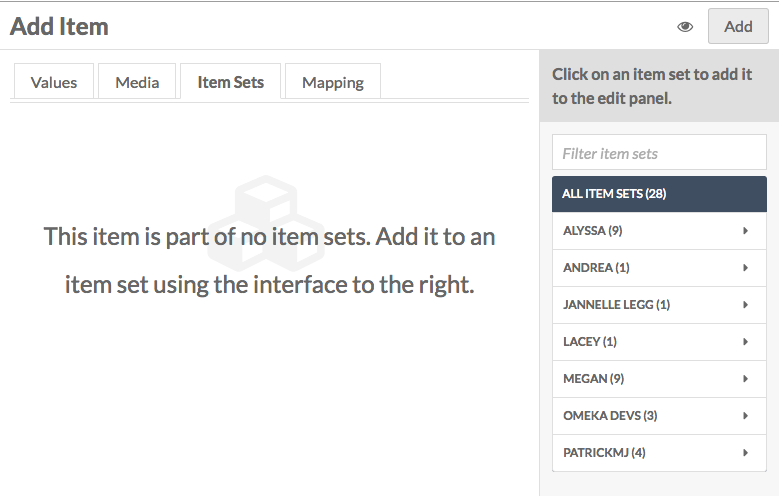 Add Item
Add
Values
Media
Item Sets
Mapping
This item is part of no item sets. Add it to an
item set using the interface to the right.
Click on an item set to add it
to the edit panel.
Filter item sets
ALL ITEM SETS (28)
ALYSSA (9)
ANDREA (1)
JANNELLE LEGG (1)
LACEY (1)
MEGAN (9)
OMEKA DEVS (3)
PATRICKMJ (4)